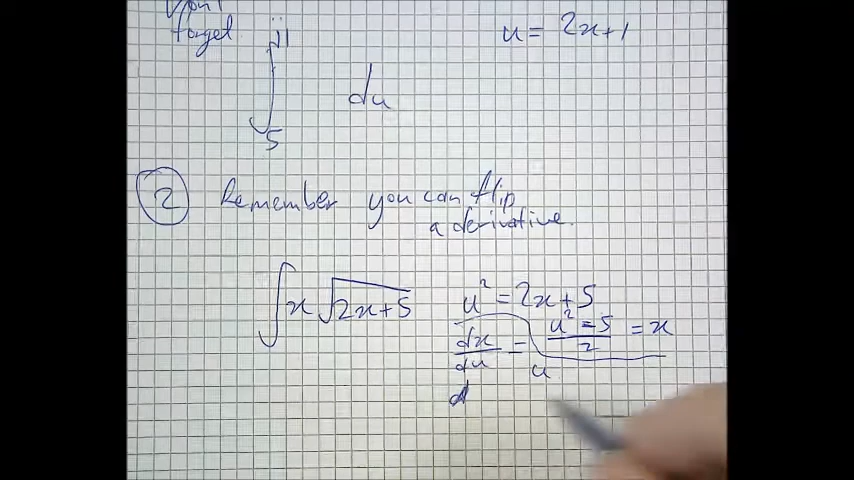 Don't
forget
11
u = 2x+1
∫
du
5
2 Remember you can flip
a derivative.
∫x√2x+5
u² = 2x+5
u² - 5 / 2 = x
dx/du = u
d